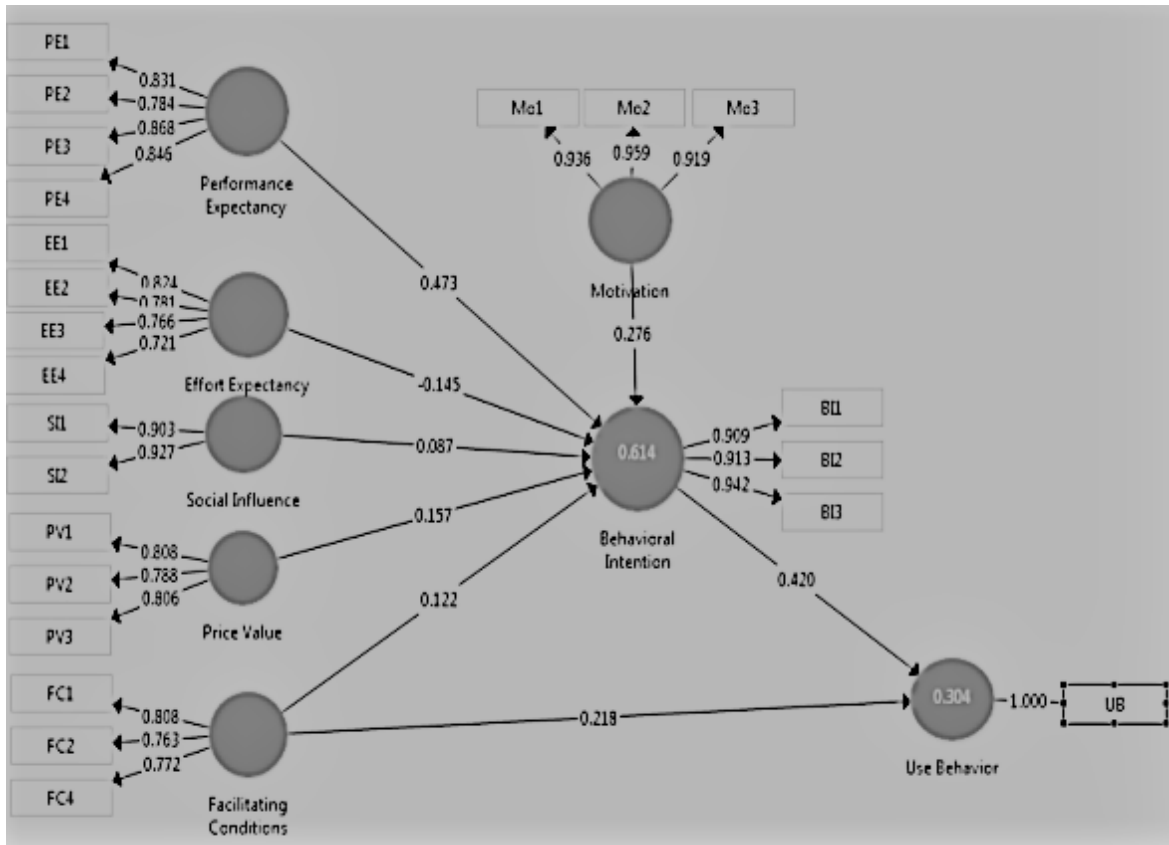 PE1
0.831
PE2
0.784
PE3
0.868
PE4
0.846
Performance
Expectancy
Mo1
Mo2
Mo3
0.936
0.959
0.919
Motivation
0.473
0.276
EE1
0.824
EE2
0.781
EE3
0.766
EE4
0.721
Effort Expectancy
-0.145
SI1
0.903
SI2
0.927
Social Influence
0.087
PV1
0.808
PV2
0.788
PV3
0.806
Price Value
0.157
FC1
0.808
FC2
0.763
FC4
0.772
Facilitating
Conditions
0.122
0.218
0.614
Behavioral
Intention
BI1
0.909
BI2
0.913
BI3
0.942
0.420
0.304
Use Behavior
1.000
UB